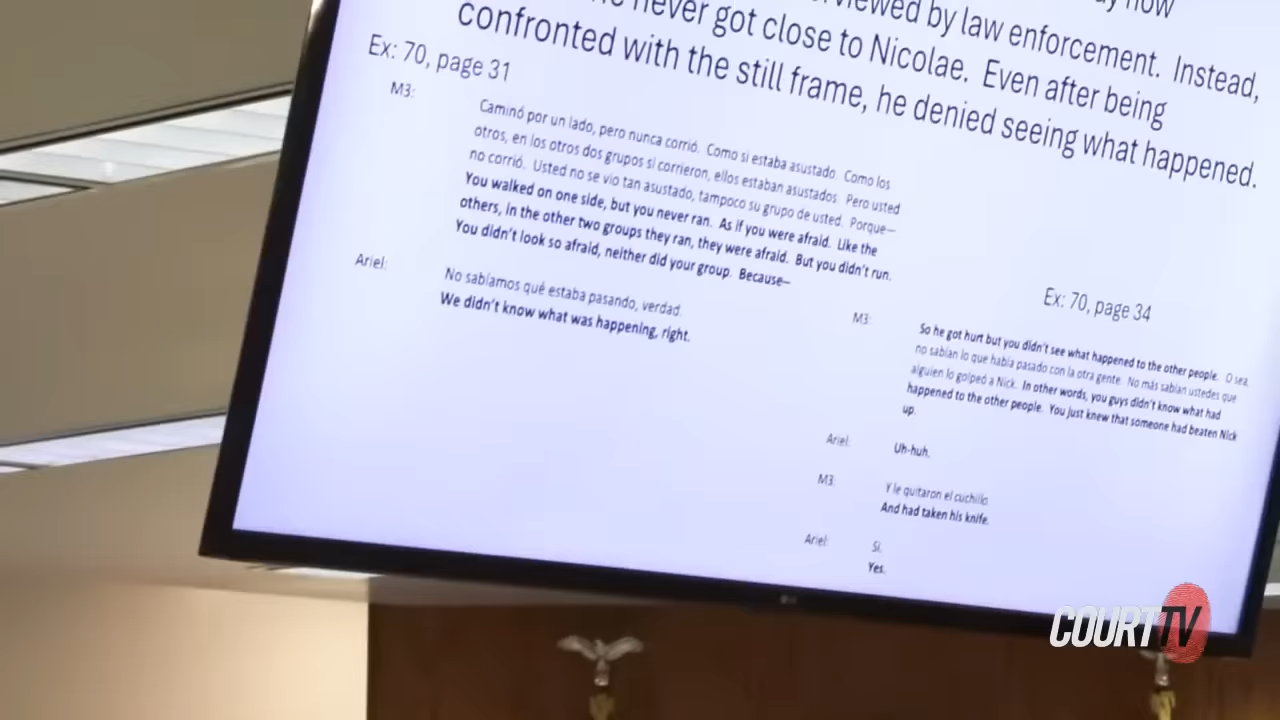 viewed by law enforcement. Instead,
never got close to Nicolae. Even after being
confronted with the still frame, he denied seeing what happened.
Ex: 70, page 31
M3:
Caminó por un lado, pero nunca corrió. Como si estaba asustado. Como los
otros, en los otros dos grupos si corrieron, ellos estaban asustados. Pero usted
no corrió. Usted no se vio tan asustado, tampoco su grupo de usted. Porque—
You walked on one side, but you never ran. As if you were afraid. Like the
others, in the other two groups they ran, they were afraid. But you didn't run.
You didn't look so afraid, neither did your group. Because—
Ariel:
No sabíamos qué estaba pasando, verdad.
We didn't know what was happening, right.
Ex: 70, page 34
M3:
So he got hurt but you didn't see what happened to the other people. O sea
no sabían lo que había pasado con la otra gente. No más sabían ustedes que
alguien lo golpeó a Nick. In other words, you guys didn't know what had
happened to the other people. You just knew that someone had beaten Nick
up.
Ariel:
Uh-huh.
M3:
Y le quitaron el cuchillo
And had taken his knife.
Ariel:
Sí.
Yes.
COURT TV